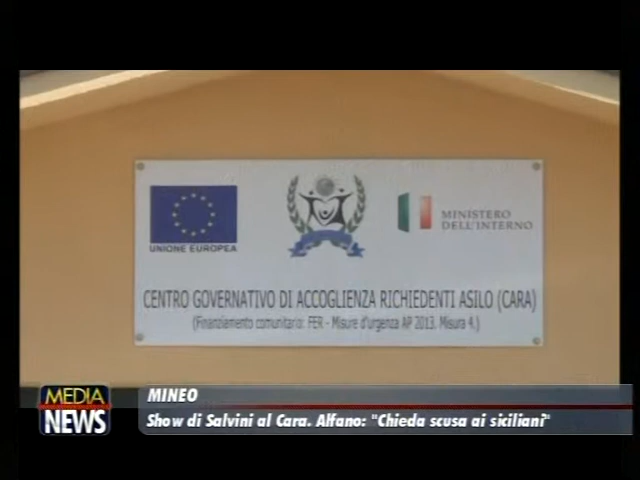 UNIONE EUROPEA
MINISTERO
DELL'INTERNO
CENTRO GOVERNATIVO DI ACCOGLIENZA RICHIEDENTI ASILO (CARA)
(Finanziamento comunitario: FER - Misure d'urgenza AP 2013. Misura 4.)
MEDIA
NEWS
MINEO
Show di Salvini al Cara. Alfano: "Chieda scusa ai siciliani"